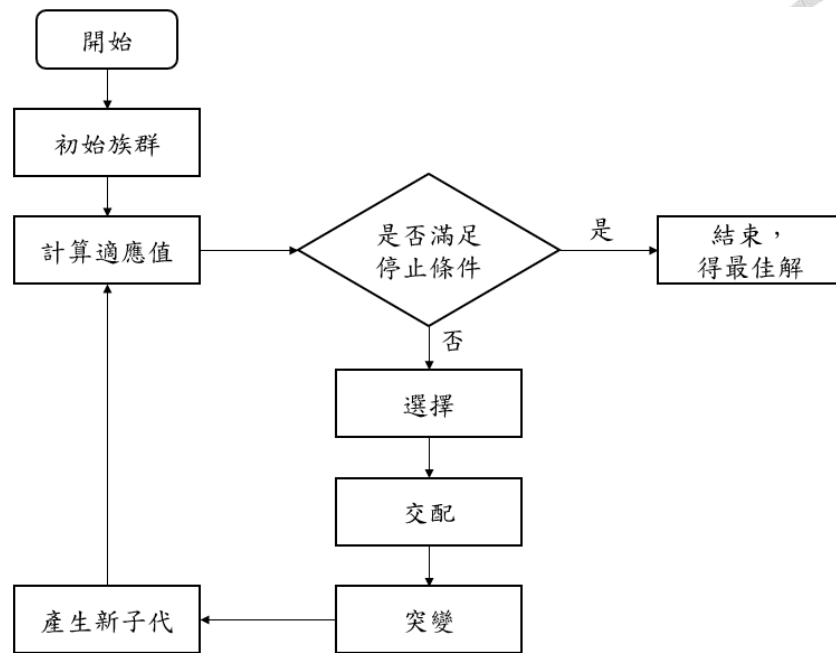 開始
初始族群
計算適應值
是否滿足
停止條件
是
結束，
得最佳解
否
選擇
交配
突變
產生新子代